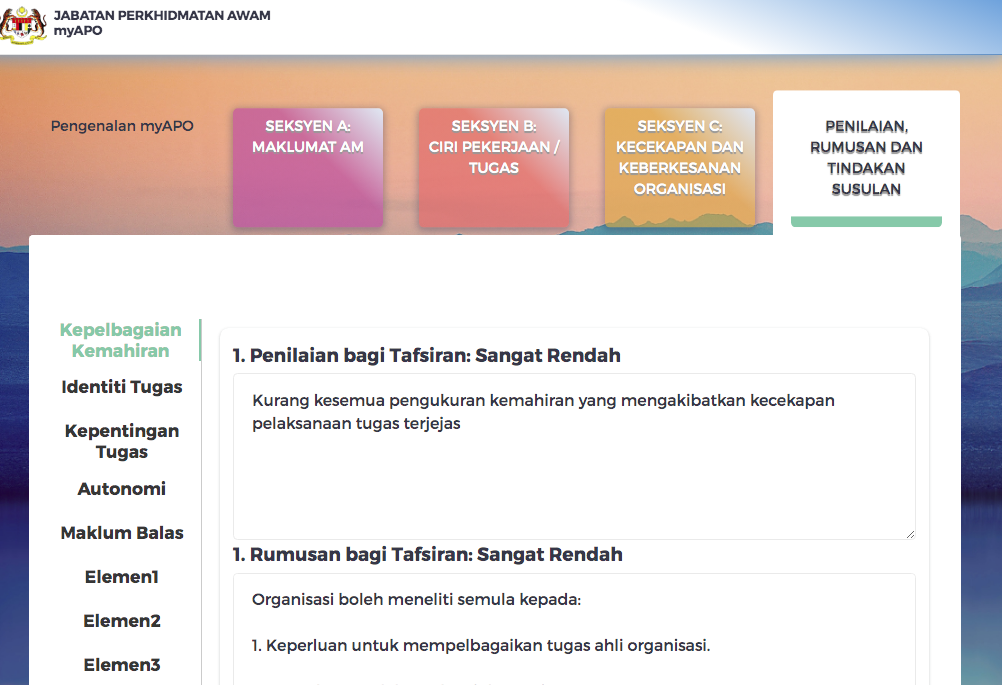 JABATAN PERKHIDMATAN AWAM
myAPO
Pengenalan myAPO
SEKSYEN A:
MAKLUMAT AM
SEKSYEN B:
CIRI PEKERJAAN /
TUGAS
SEKSYEN C:
KECEKAPAN DAN
KEBERKESANAN
ORGANISASI
PENILAIAN,
RUMUSAN DAN
TINDAKAN
SUSULAN
Kepelbagaian
Kemahiran
Identiti Tugas
Kepentingan
Tugas
Autonomi
Maklum Balas
Elemen1
Elemen2
Elemen3
1. Penilaian bagi Tafsiran: Sangat Rendah
Kurang kesemua pengukuran kemahiran yang mengakibatkan kecekapan
pelaksanaan tugas terjejas
1. Rumusan bagi Tafsiran: Sangat Rendah
Organisasi boleh meneliti semula kepada:
1. Keperluan untuk mempelbagaikan tugas ahli organisasi.